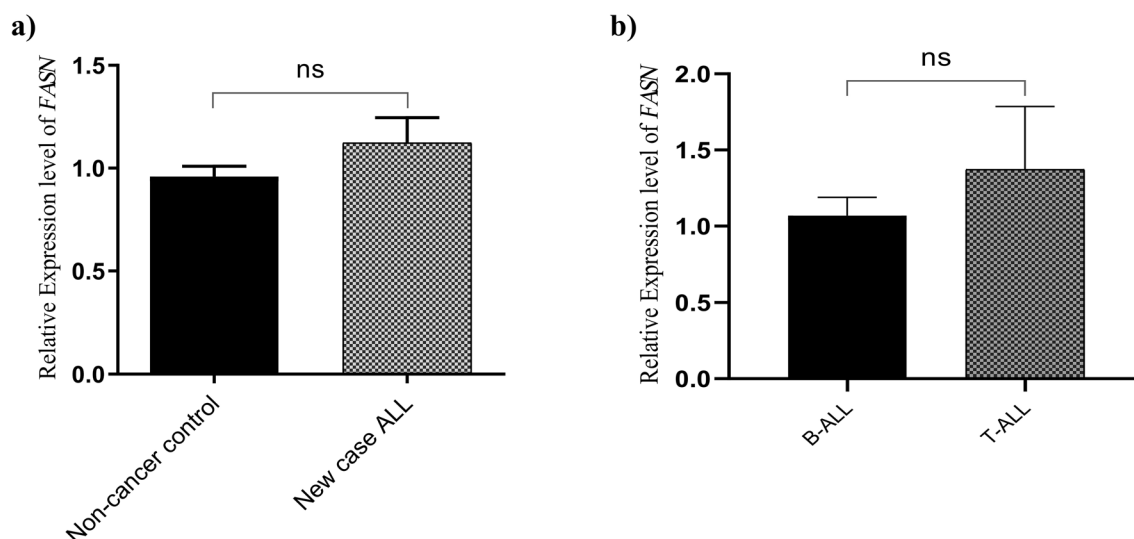 a)
Relative Expression level of FASN
1.5
1.0
0.5
0.0
ns
Non-cancer control
New case ALL
b)
Relative Expression level of FASN
2.0
1.5
1.0
0.5
0.0
ns
B-ALL
T-ALL